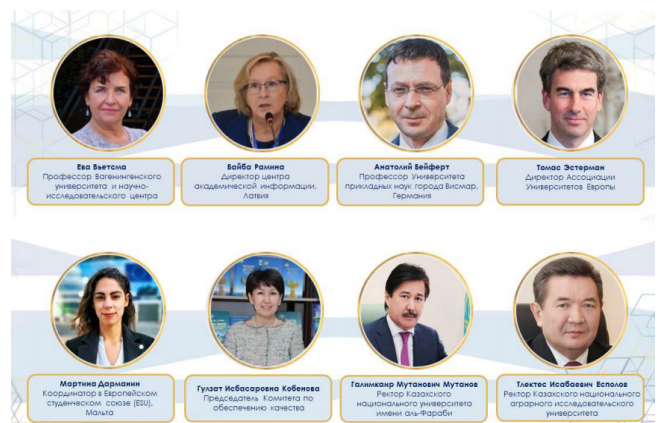 Ева Вьетсма
Профессор Вагенингенского
университета и научно-
исследовательского центра
Байба Рамина
Директор центра
академической информации,
Латвия
Анатолий Бейферт
Профессор Университета
прикладных наук города Висмар,
Германия
Томас Эстерман
Директор Ассоциации
Университетов Европы
Мартина Дарманин
Координатор в Европейском
студенческом союзе (ESU),
Мальта
Гулзат Исбасаровна Кобенова
Председатель Комитета по
обеспечению качества
Галимкаир Мутанович Мутанов
Ректор Казахского
национального университета
имени аль-Фараби
Тлектес Исабаевич Есполов
Ректор Казахского национального
аграрного исследовательского
университета